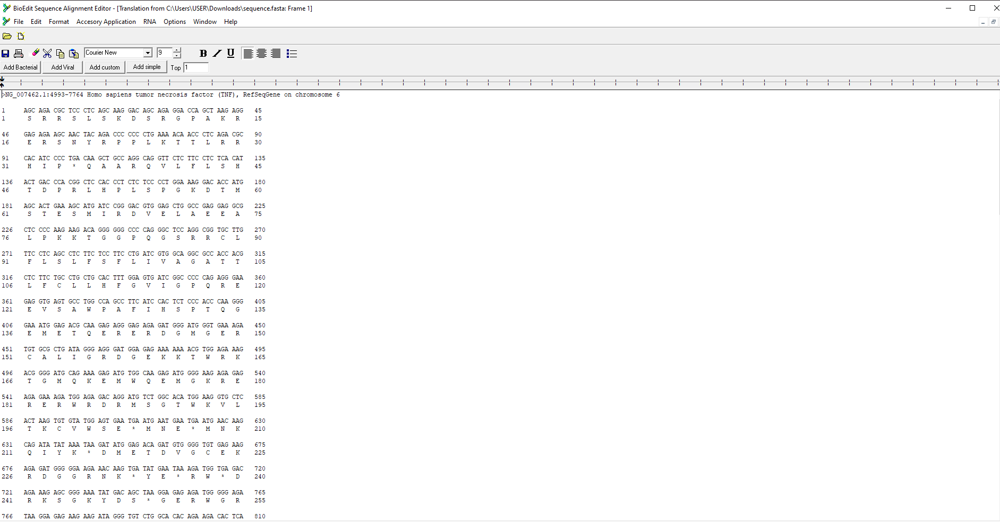 BioEdit Sequence Alignment Editor - [Translation from C:\Users\USER\Downloads\sequence.fasta: Frame 1]
File Edit Format Accesory Application RNA Options Window Help
Courier New 9 B U
Add Bacterial Add Viral Add custom Add simple Top 1
>NG_007462.1:4993-7764 Homo sapiens tumor necrosis factor (TNF), RefSeqGene on chromosome 6
1 AGC AGA CGC TCC CTC AGC AAG GAC AGC AGA GGA CCA GCT AAG AGG 45
1 S R R S L S K D S R G P A K R 15
46 GAG AGA AGC AAC TAC AGA CCC CCC CTG AAA ACA ACC CTC AGA CGC 90
16 E R S N Y R P P L K T T L R R 30
91 CAC ATC CCC TGA CAA GCT GCC AGG CAG GTT CTC TTC CTC TCA CAT 135
31 H I P * Q A A R Q V L F L S H 45
136 ACT GAC CCA CGG CTC CAC CCT CTC TCC CCT GGA AAG GAC ACC ATG 180
46 T D P R L H P L S P G K D T M 60
181 AGC ACT GAA AGC ATG ATC CGG GAC GTG GAG CTG GCC GAG GAG GCG 225
61 S T E S M I R D V E L A E E A 75
226 CTC CCC AAG AAG ACA GGG GGG CCC CAG GGC TCC AGG CGG TGC TTG 270
76 L P K K T G G P Q G S R R C L 90
271 TTC CTC AGC CTC TTC TCC TTC CTG ATC GTG GCA GGC GCC ACC ACG 315
91 F L S L F S F L I V A G A T T 105
316 CTC TTC TGC CTG CTG CAC TTT GGA GTG ATC GGC CCC CAG AGG GAA 360
106 L F C L L H F G V I G P Q R E 120
361 GAG GTG AGT GCC TGG CCA GCC TTC ATC CAC TCT CCC ACC CAA GGG 405
121 E V S A W P A F I H S P T Q G 135
406 GAA ATG GAG ACG CAA GAG AGG GAG AGA GAT GGG ATG GGT GAA AGA 450
136 E M E T Q E R E R D G M G E R 150
451 TGT GCG CTG ATA GGG AGG GAT GGA GAG AAA AAA ACG TGG AGA AAG 495
151 C A L I G R D G E K K T W R K 165
496 ACG GGG ATG CAG AAA GAG ATG TGG CAA GAG ATG GGG AAG AGA GAG 540
166 T G M Q K E M W Q E M G K R E 180
541 AGA GAA AGA TGG AGA GAC AGG ATG TCT GGC ACA TGG AAG GTG CTC 585
181 R E R W R D R M S G T W K V L 195
586 ACT AAG TGT GTA TGG AGT GAA TGA ATG AAT GAA TGA ATG AAC AAG 630
196 T K C V W S E * M N E * M N K 210
631 CAG ATA TAT AAA TAA GAT ATG GAG ACA GAT GTG GGG TGT GAG AAG 675
211 Q I Y K * D M E T D V G C E K 225
676 AGA GAT GGG GGA AGA AAC AAG TGA TAT GAA TAA AGA TGG TGA GAC 720
226 R D G G R N K * Y E * R W * D 240
721 AGA AAG AGC GGG AAA TAT GAC AGC TAA GGA GAG AGA TGG GGG AGA 765
241 R K S G K Y D S * G E R W G R 255
766 TAA GGA GAG AAG AAG ATA GGG TGT CTG GCA CAC AGA AGA CAC TCA 810